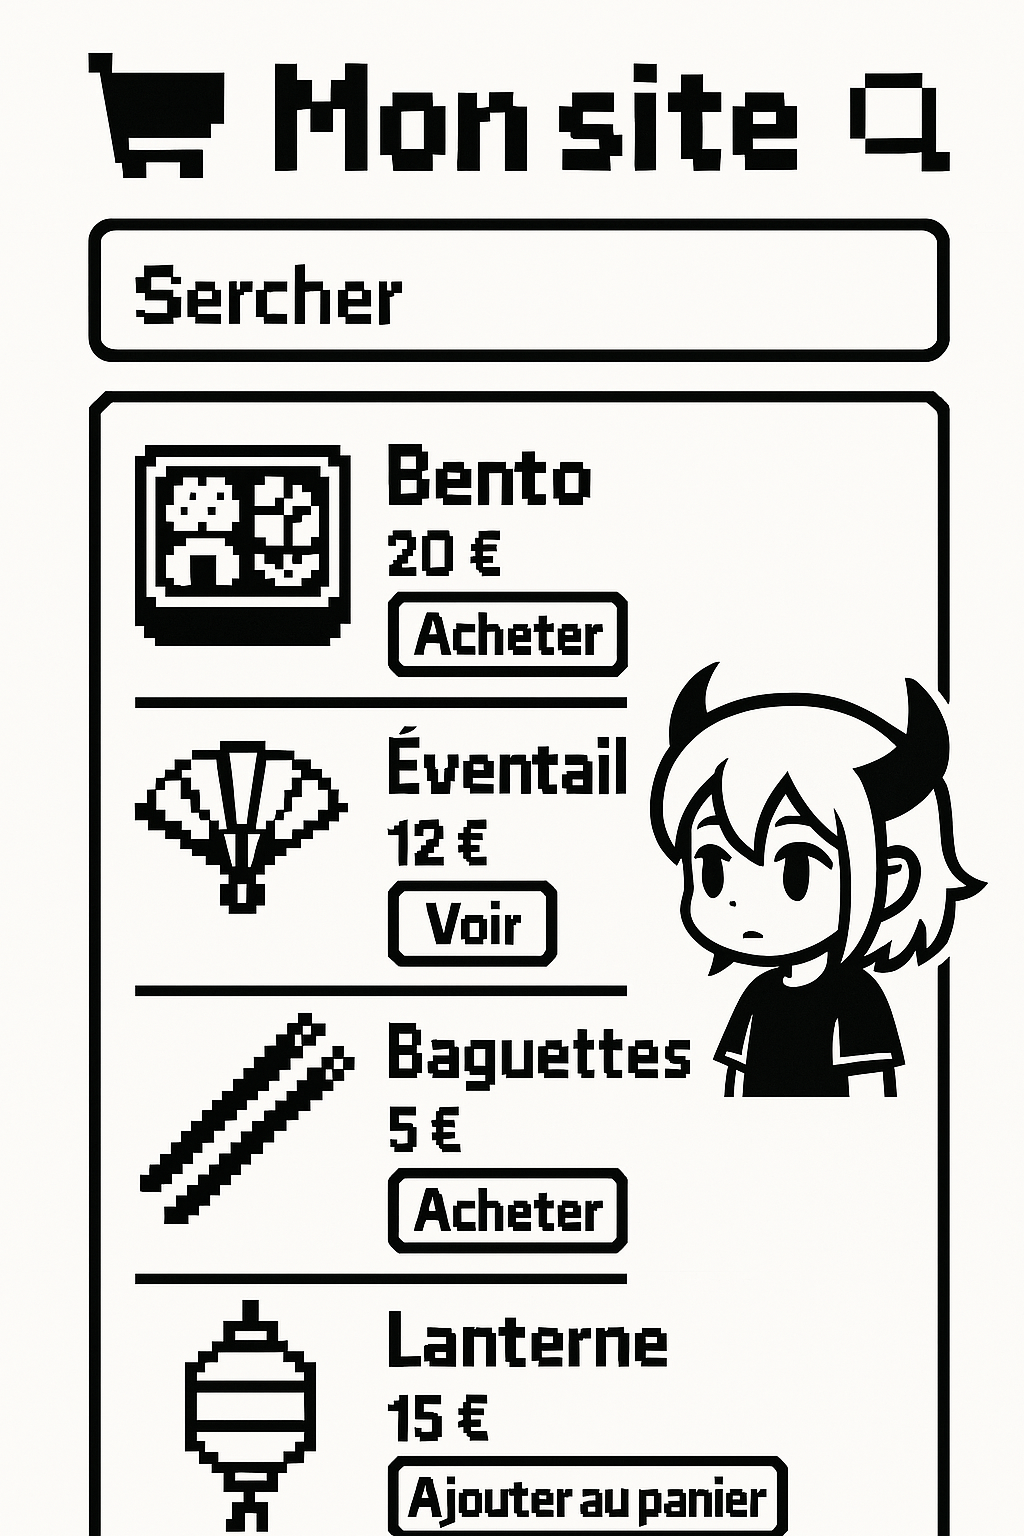 Mon site
Sercher
Bento
20 €
Acheter
Éventail
12 €
Voir
Baguettes
5 €
Acheter
Lanterne
15 €
Ajouter au panier